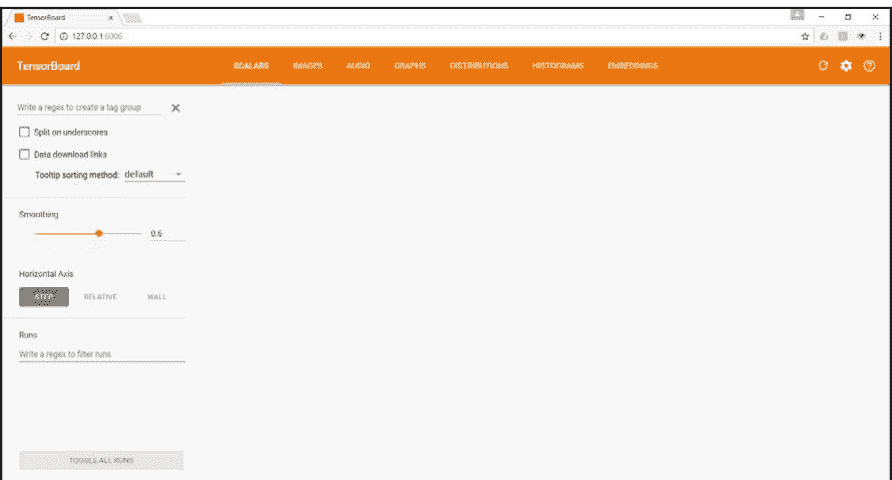 TensorBoard
127.0.0.1:6006
TensorBoard SCALARS IMAGES AUDIO GRAPHS DISTRIBUTIONS HISTOGRAMS EMBEDDINGS
Write a regex to create a tag group
Split on underscores
Data download links
Tooltip sorting method: default
Smoothing
0.6
Horizontal Axis
STEP RELATIVE WALL
Runs
Write a regex to filter runs
TOGGLE ALL RUNS